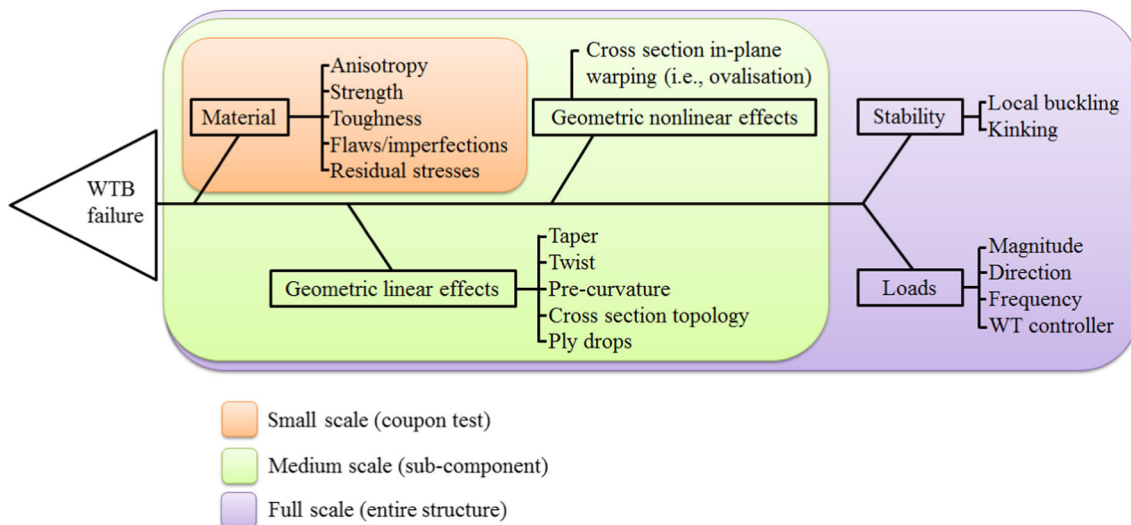 WTB
failure
Material
Anisotropy
Strength
Toughness
Flaws/imperfections
Residual stresses
Cross section in-plane
warping (i.e., ovalisation)
Geometric nonlinear effects
Stability
Local buckling
Kinking
Geometric linear effects
Taper
Twist
Pre-curvature
Cross section topology
Ply drops
Loads
Magnitude
Direction
Frequency
WT controller
Small scale (coupon test)
Medium scale (sub-component)
Full scale (entire structure)